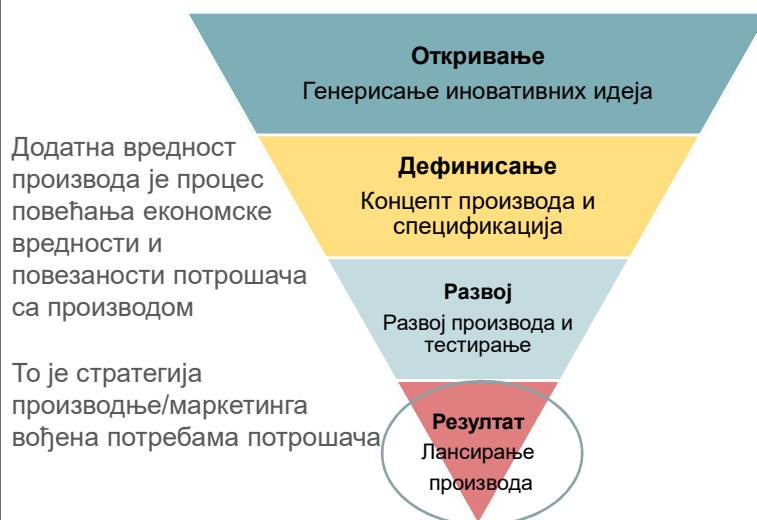 Откривање
Генерисање иновативних идеја
Дефинисање
Концепт производа и
спецификација
Развој
Развој производа и
тестирање
Резултат
Лансирање
производа
Додатна вредност
производа је процес
повећања економске
вредности и
повезаности потрошача
са производом
То је стратегија
производње/маркетинга
вођена потребама потрошача